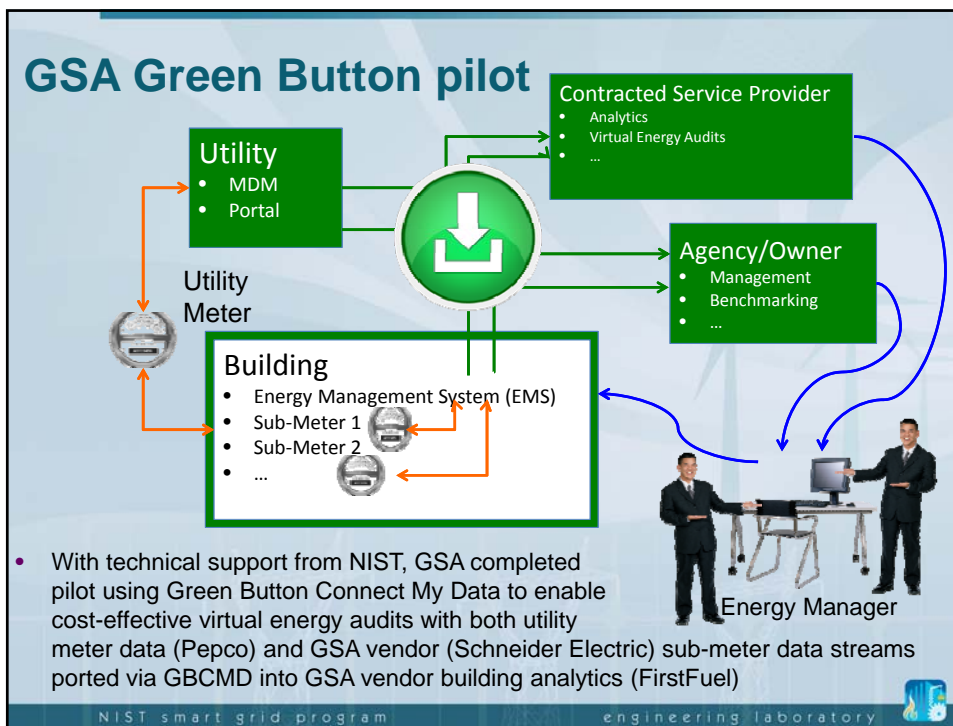 GSA Green Button pilot
Contracted Service Provider
• Analytics
• Virtual Energy Audits
• …
Utility
• MDM
• Portal
Agency/Owner
• Management
• Benchmarking
• …
Utility
Meter
Building
• Energy Management System (EMS)
• Sub-Meter 1
• Sub-Meter 2
• …
Energy Manager
• With technical support from NIST, GSA completed
pilot using Green Button Connect My Data to enable
cost-effective virtual energy audits with both utility
meter data (Pepco) and GSA vendor (Schneider Electric) sub-meter data streams
ported via GBCMD into GSA vendor building analytics (FirstFuel)
NIST smart grid program
engineering laboratory